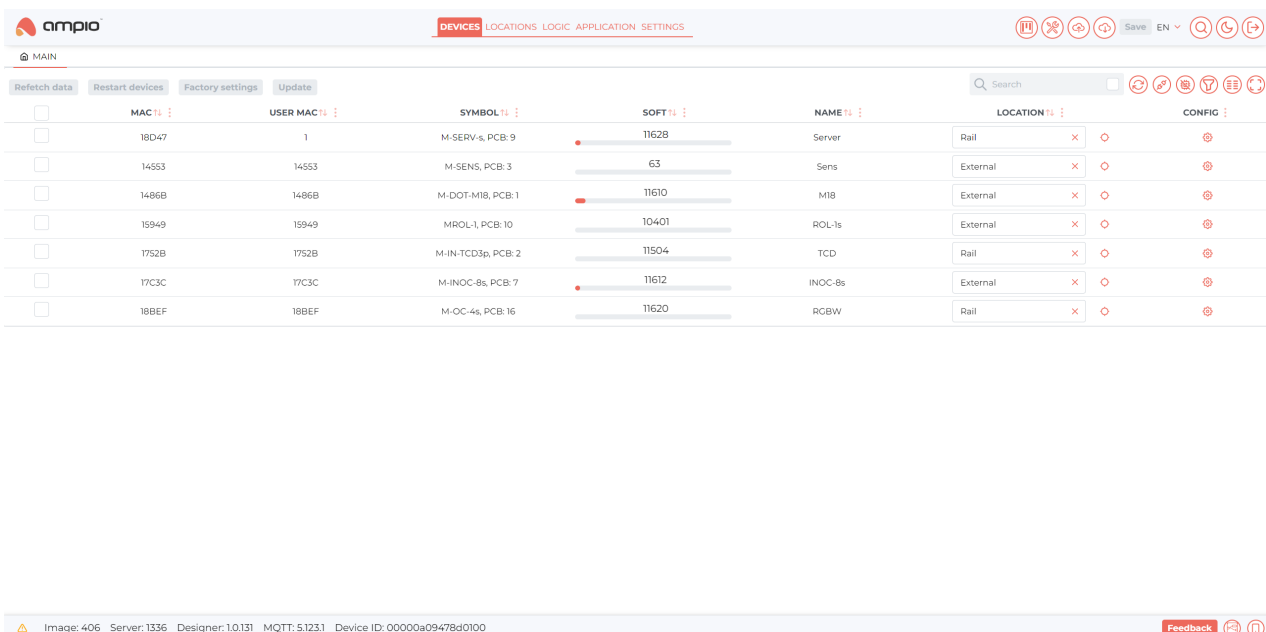 ampio
DEVICES LOCATIONS LOGIC APPLICATION SETTINGS
Save EN
MAIN
Refetch data Restart devices Factory settings Update
Search
MAC USER MAC SYMBOL SOFT NAME LOCATION CONFIG
18D47 1 M-SERV-s, PCB: 9 11628 Server Rail
14553 14553 M-SENS, PCB: 3 63 Sens External
1486B 1486B M-DOT-M18, PCB: 1 11610 M18 External
15949 15949 MROL-1, PCB: 10 10401 ROL-1s External
1752B 1752B M-IN-TCD3p, PCB: 2 11504 TCD Rail
17C3C 17C3C M-INOC-8s, PCB: 7 11612 INOC-8s External
18BEF 18BEF M-OC-4s, PCB: 16 11620 RGBW Rail
Image: 406 Server: 1336 Designer: 1.0.131 MQTT: 5.123.1 Device ID: 00000a09478d0100
Feedback